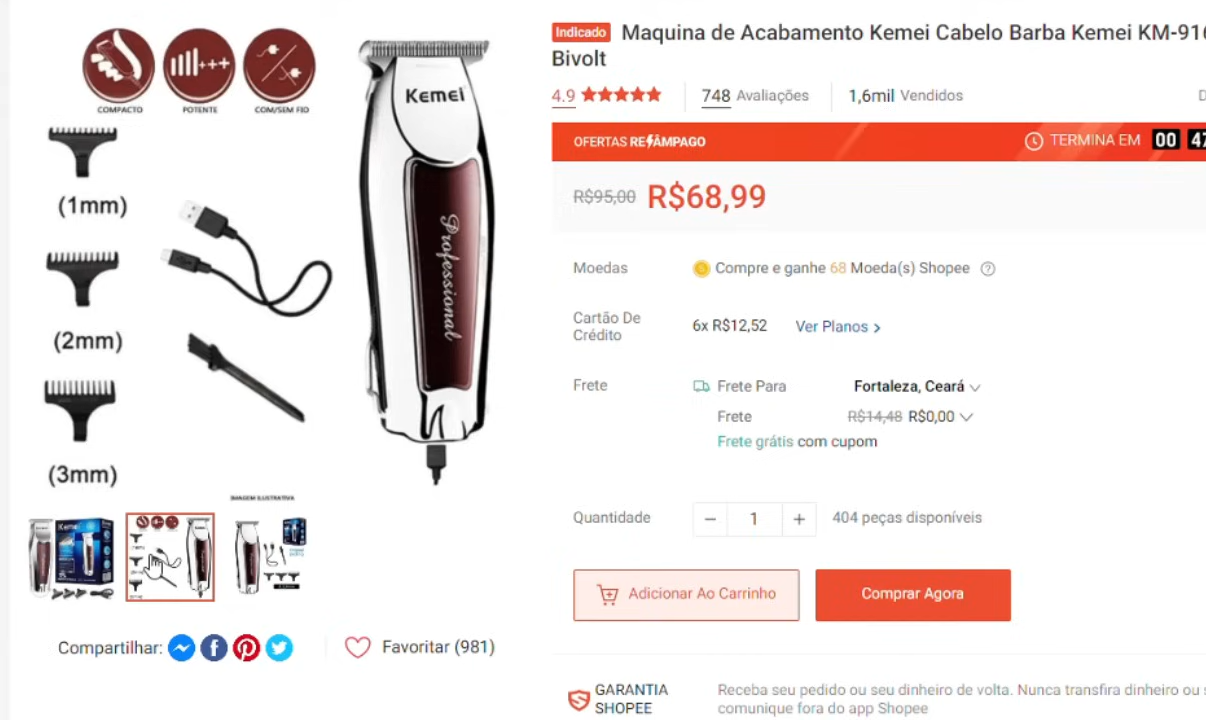 Indicado Maquina de Acabamento Kemei Cabelo Barba Kemei KM-916
Bivolt
4.9 748 Avaliações 1,6mil Vendidos
OFERTAS RELÂMPAGO TERMINA EM 00 47
R$95,00 R$68,99
Moedas Compre e ganhe 68 Moeda(s) Shopee
Cartão De
Crédito
6x R$12,52 Ver Planos
Frete Frete Para Fortaleza, Ceará
Frete R$14,48 R$0,00
Frete grátis com cupom
Quantidade 1 404 peças disponíveis
Adicionar Ao Carrinho Comprar Agora
GARANTIA
SHOPEE
Receba seu pedido ou seu dinheiro de volta. Nunca transfira dinheiro ou
comunique fora do app Shopee
COMPACTO POTENTE COM/SEM FIO
Kemei
Professional
(1mm)
(2mm)
(3mm)
IMAGEM ILUSTRATIVA
Kemei
Compartilhar: Favoritar (981)